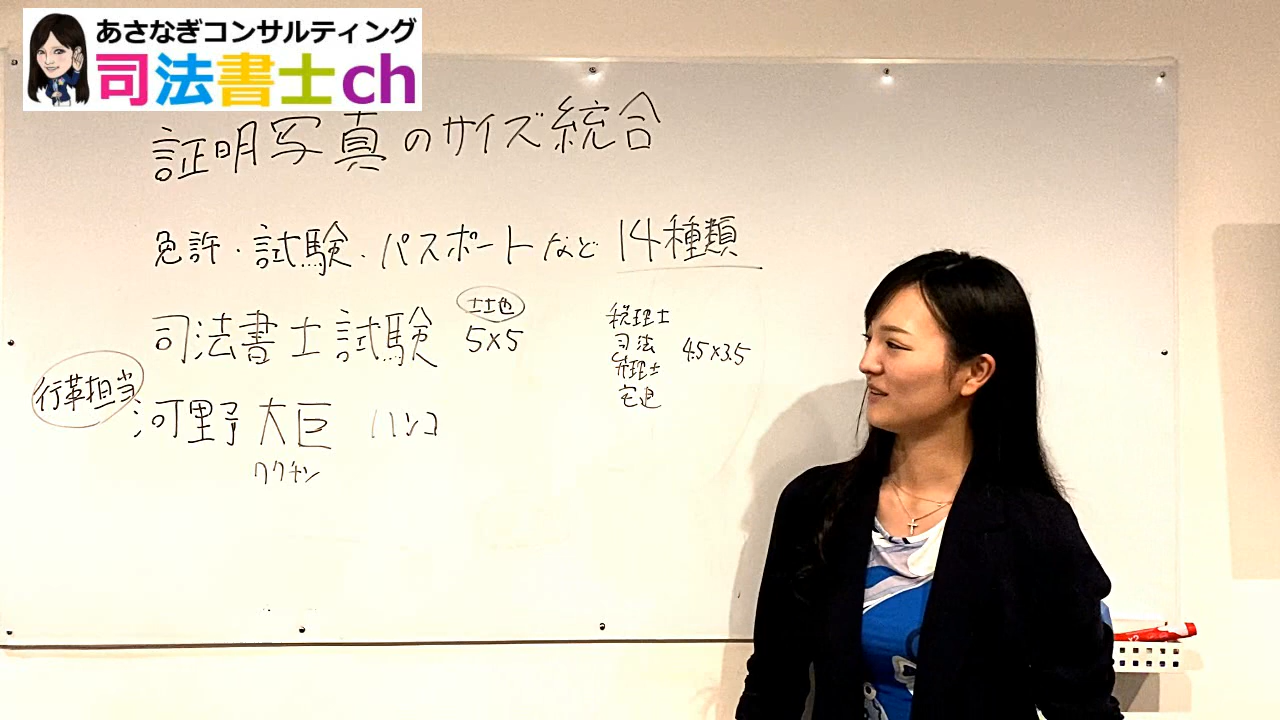 あさなぎコンサルティング
司法書士ch
証明写真のサイズ統合
免許・試験・パスポートなど 14種類
司法書士試験 土地 5×5
税理士
司法 4.5×3.5
弁理士
宅建
行革担当
河野大臣 ハンコ
ワクチン